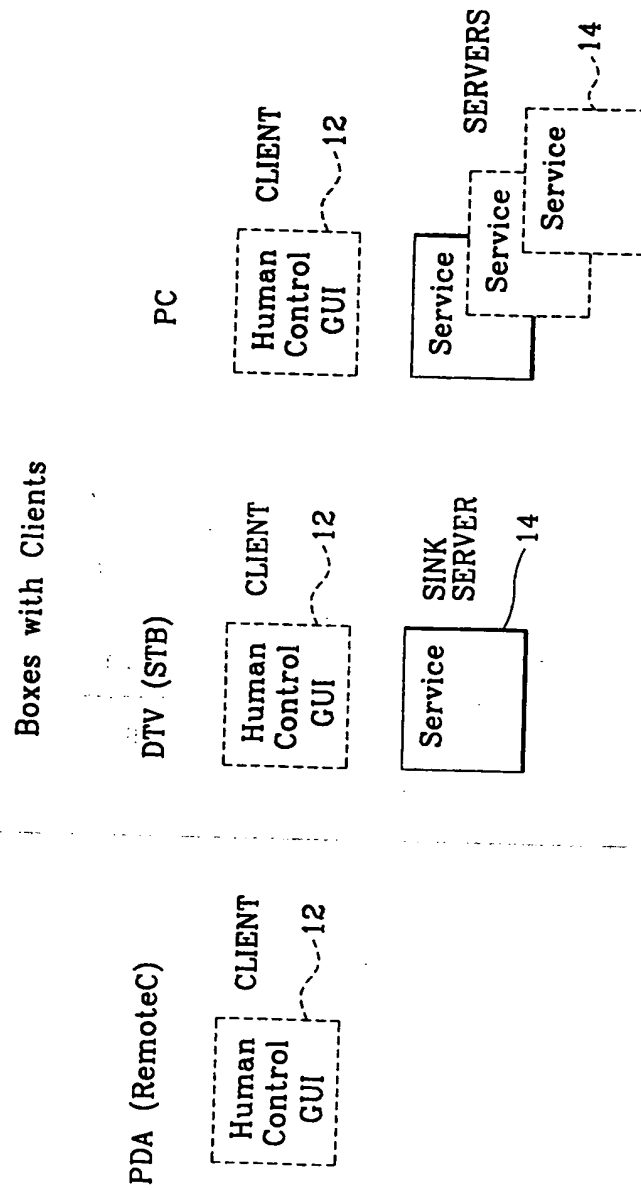 Boxes with Clients
PDA (RemoteC)
Human
Control
GUI
CLIENT
12
DTV (STB)
Human
Control
GUI
CLIENT
12
Service
SINK
SERVER
14
PC
Human
Control
GUI
CLIENT
12
Service
Service
Service
SERVERS
14